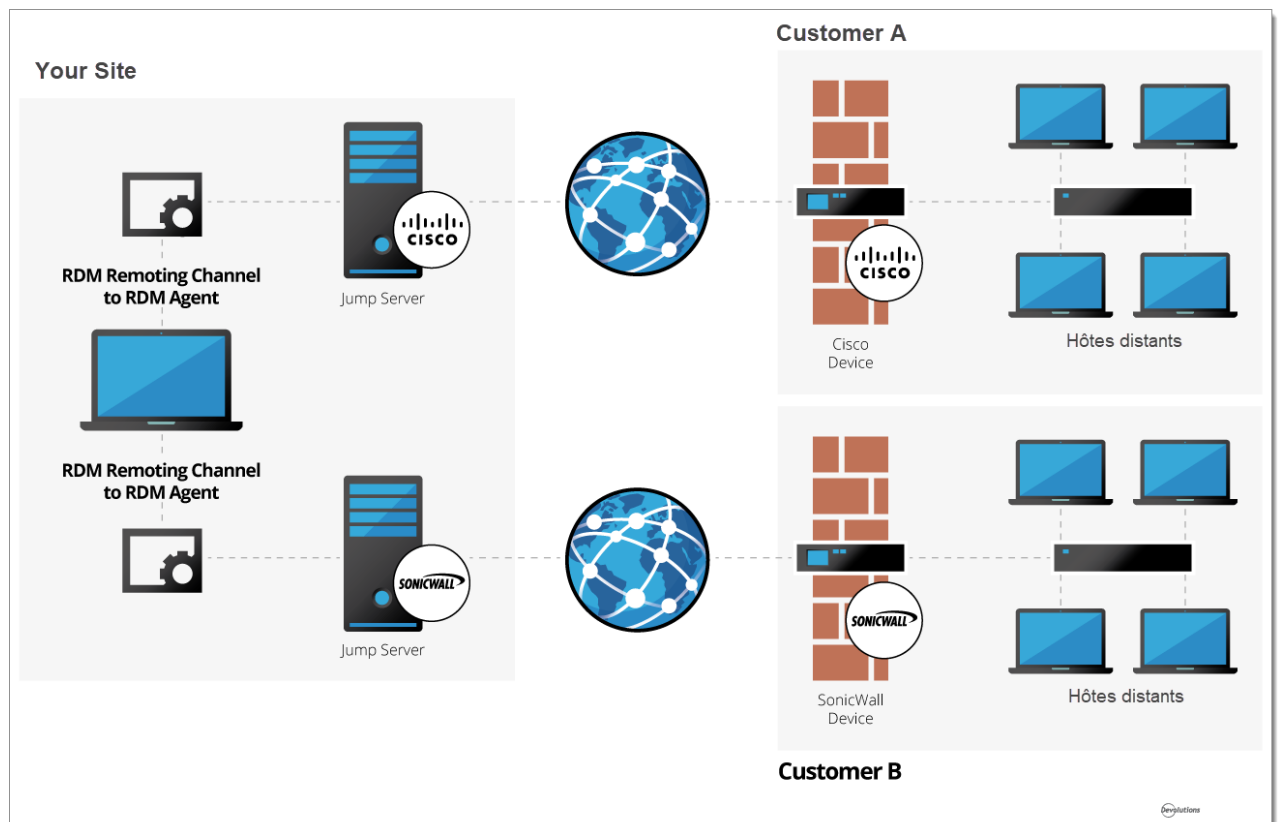 Your Site
RDM Remoting Channel
to RDM Agent
RDM Remoting Channel
to RDM Agent
CISCO
Jump Server
SONICWALL
Jump Server
Customer A
CISCO
Cisco
Device
Hôtes distants
SONICWALL
SonicWall
Device
Hôtes distants
Customer B
Devolutions